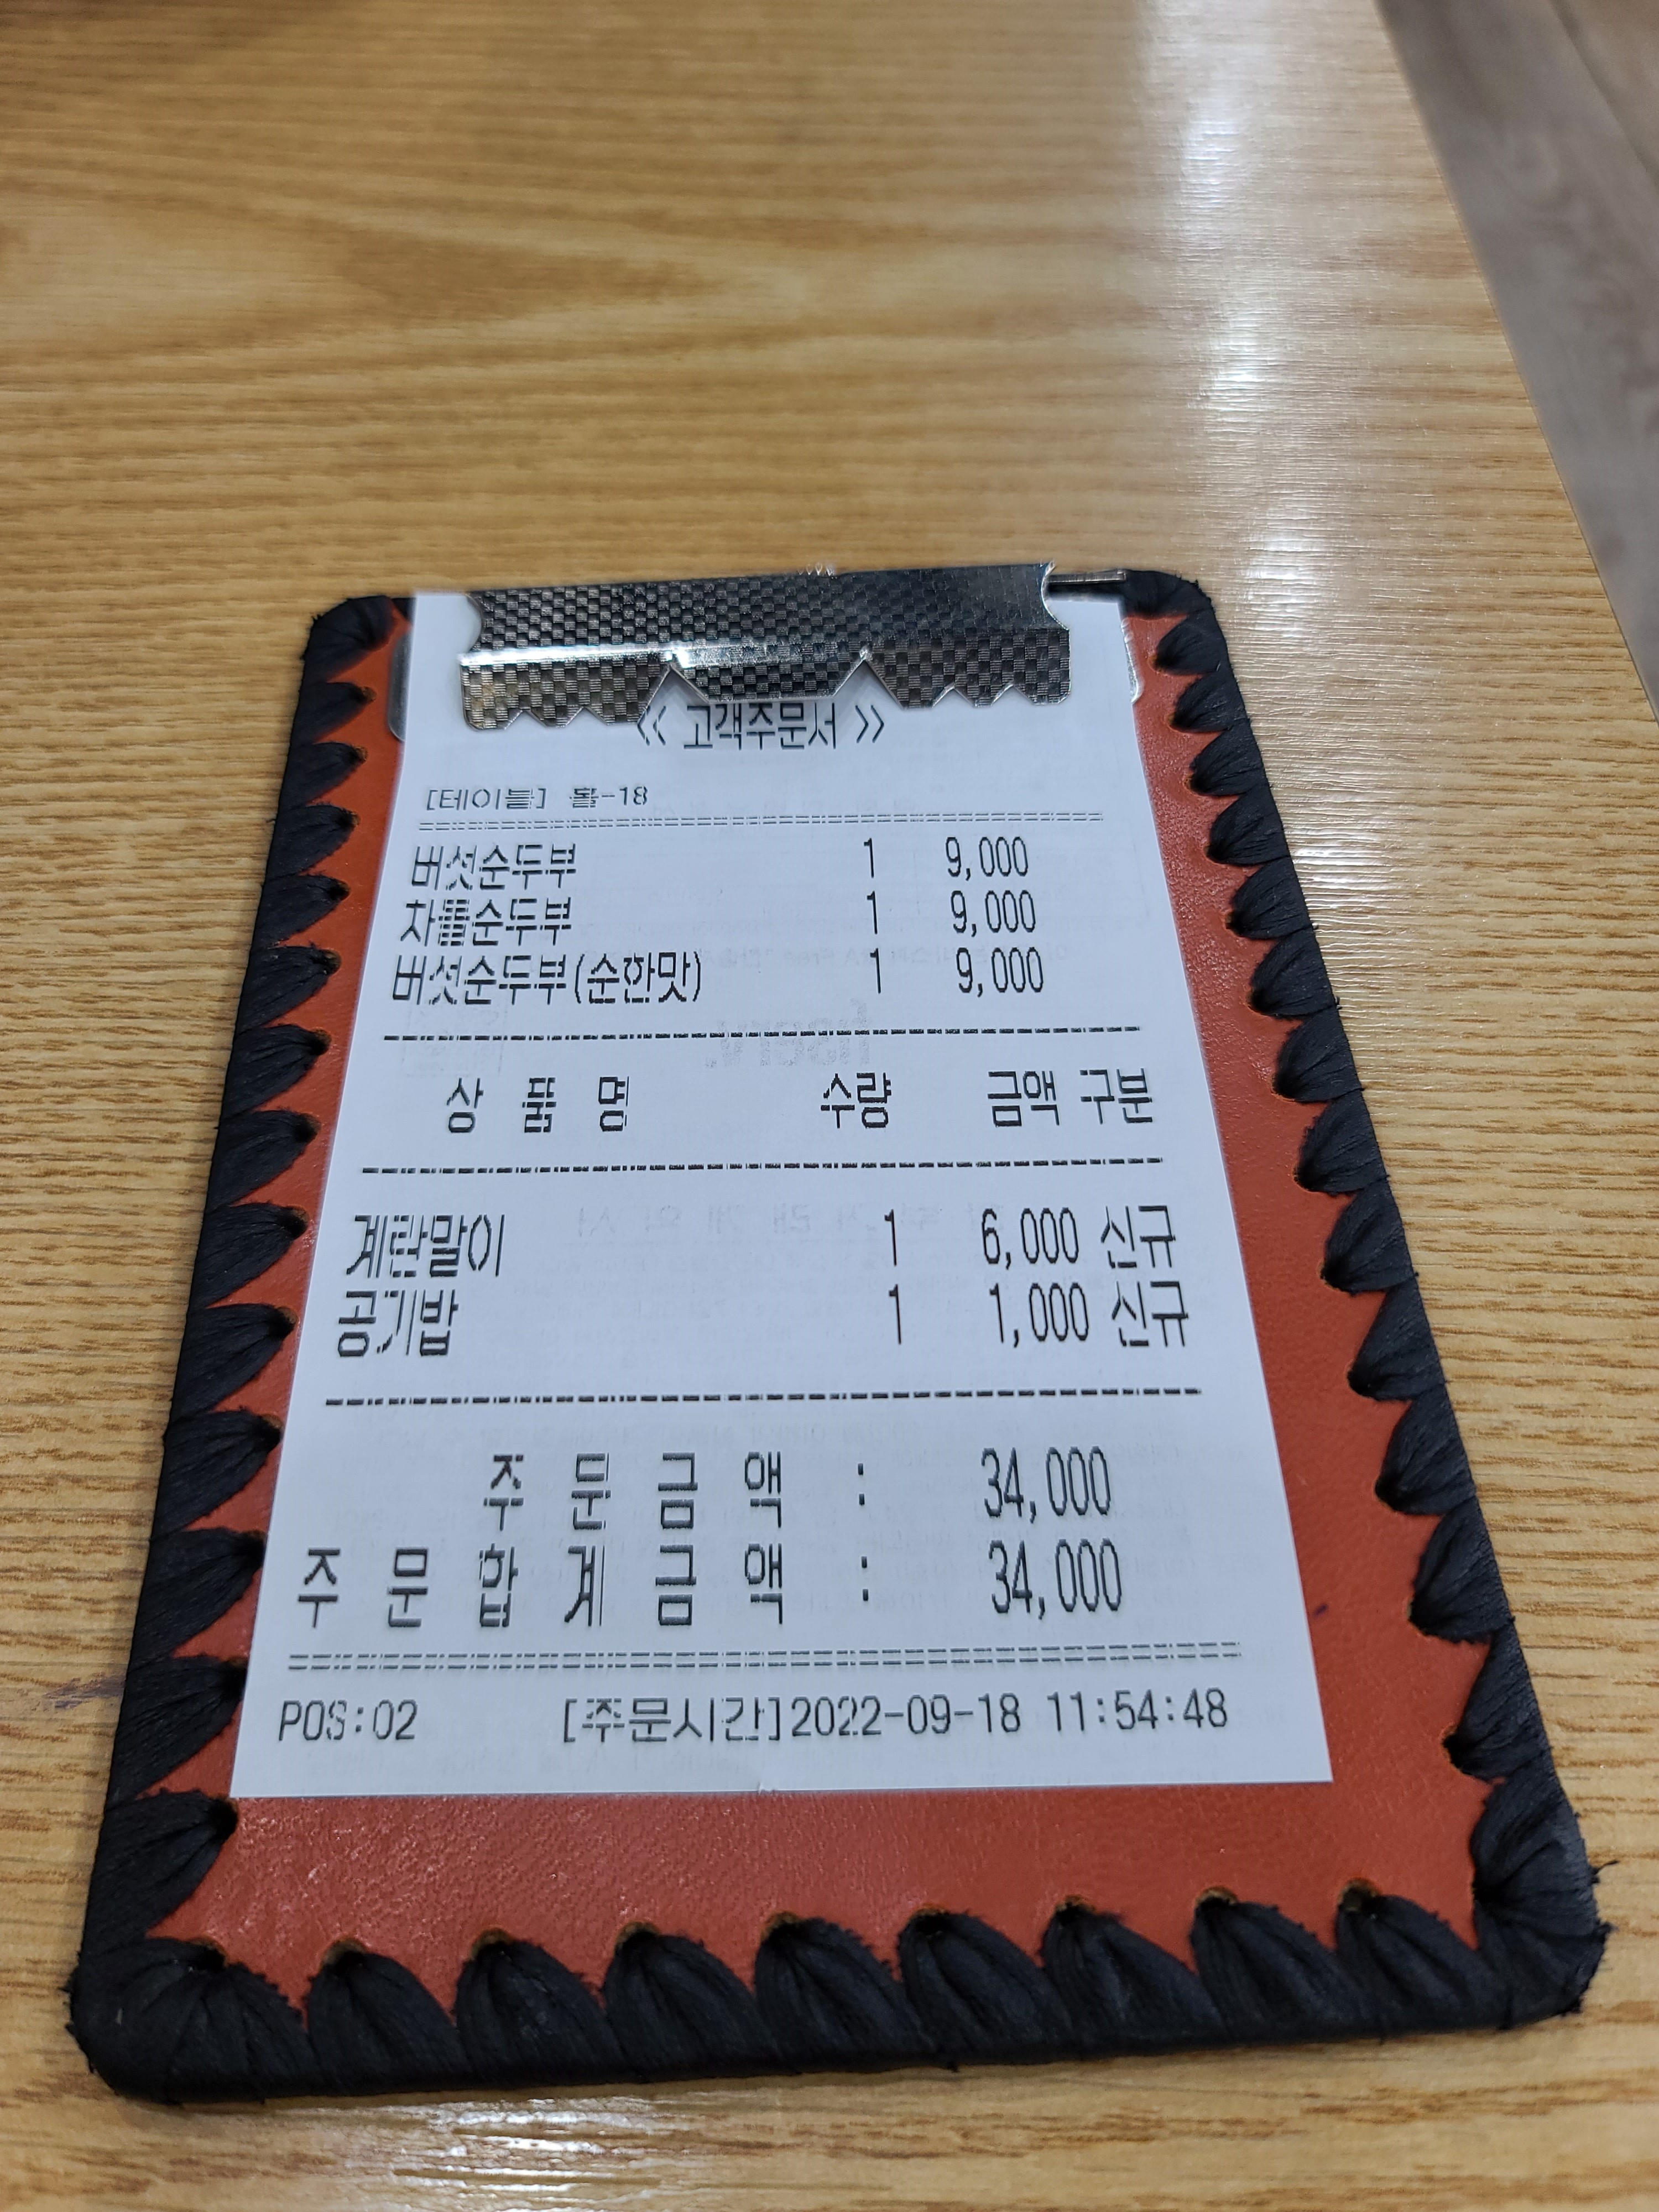 << 고객주문서 >>
[테이블] 홀-18
버섯순두부 1 9,000
차돌순두부 1 9,000
버섯순두부(순한맛) 1 9,000
상 품 명 수량 금액 구분
계란말이 1 6,000 신규
공기밥 1 1,000 신규
주 문 금 액 : 34,000
주 문 합 계 금 액 : 34,000
POS:02 [주문시간]2022-09-18 11:54:48